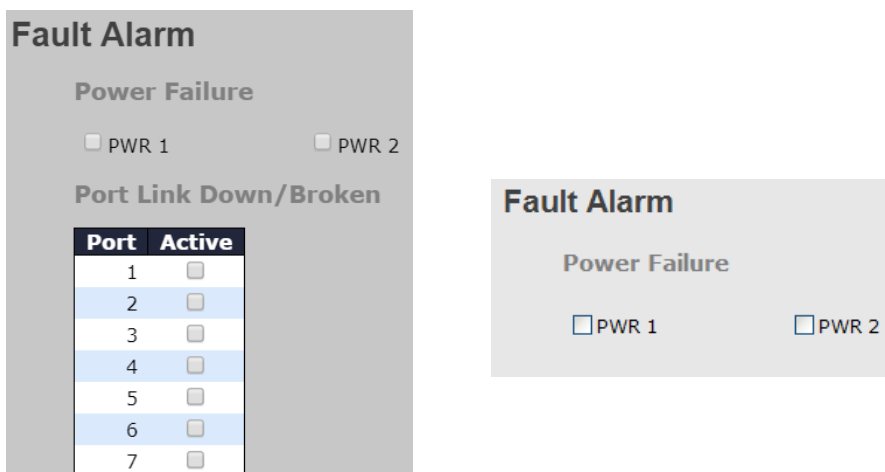 Fault Alarm
Power Failure
PWR 1 PWR 2
Port Link Down/Broken
Port Active
1
2
3
4
5
6
7
Fault Alarm
Power Failure
PWR 1 PWR 2